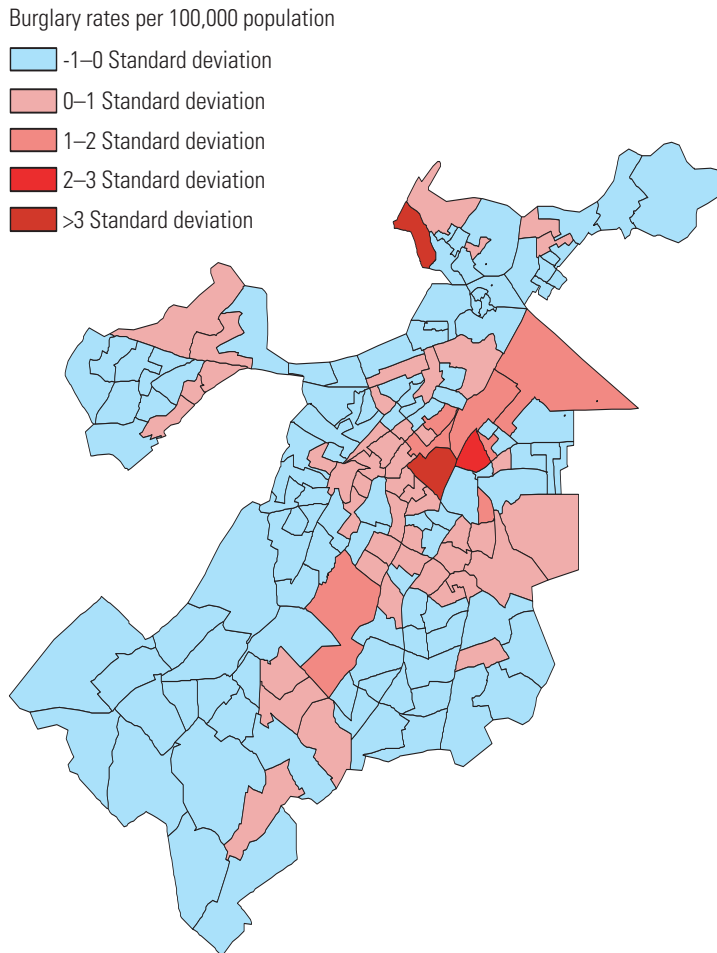 Burglary rates per 100,000 population
-1–0 Standard deviation
0–1 Standard deviation
1–2 Standard deviation
2–3 Standard deviation
>3 Standard deviation